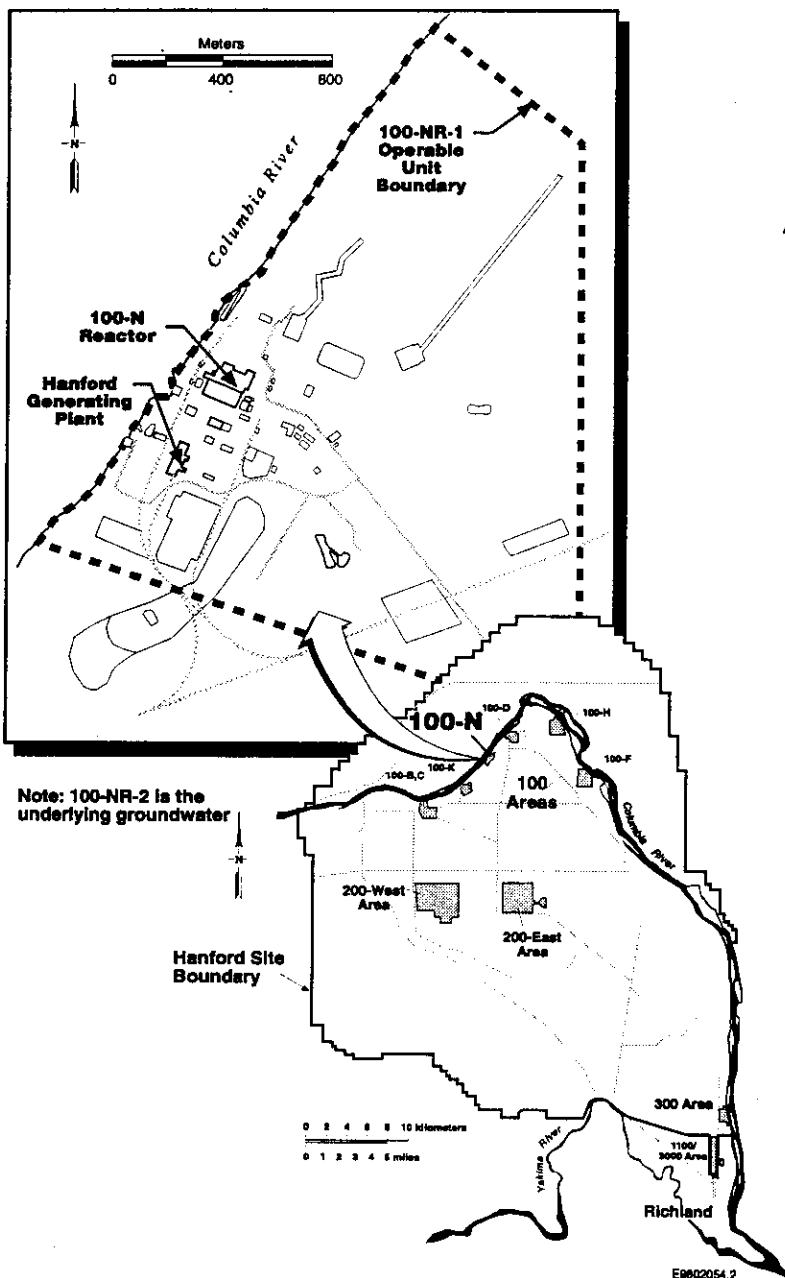 Meters
0 400 800
N
100-NR-1
Operable
Unit
Boundary
Columbia River
100-N
Reactor
Hanford
Generating
Plant
Note: 100-NR-2 is the
underlying groundwater
N
100-N
100-D
100-H
100-K
100-B,C
100-F
100
Areas
Columbia River
200-West
Area
200-East
Area
Hanford Site
Boundary
300 Area
1100/
3000 Area
0 2 4 6 8 10 kilometers
0 1 2 3 4 5 miles
Yakima River
Richland
E9802054.2